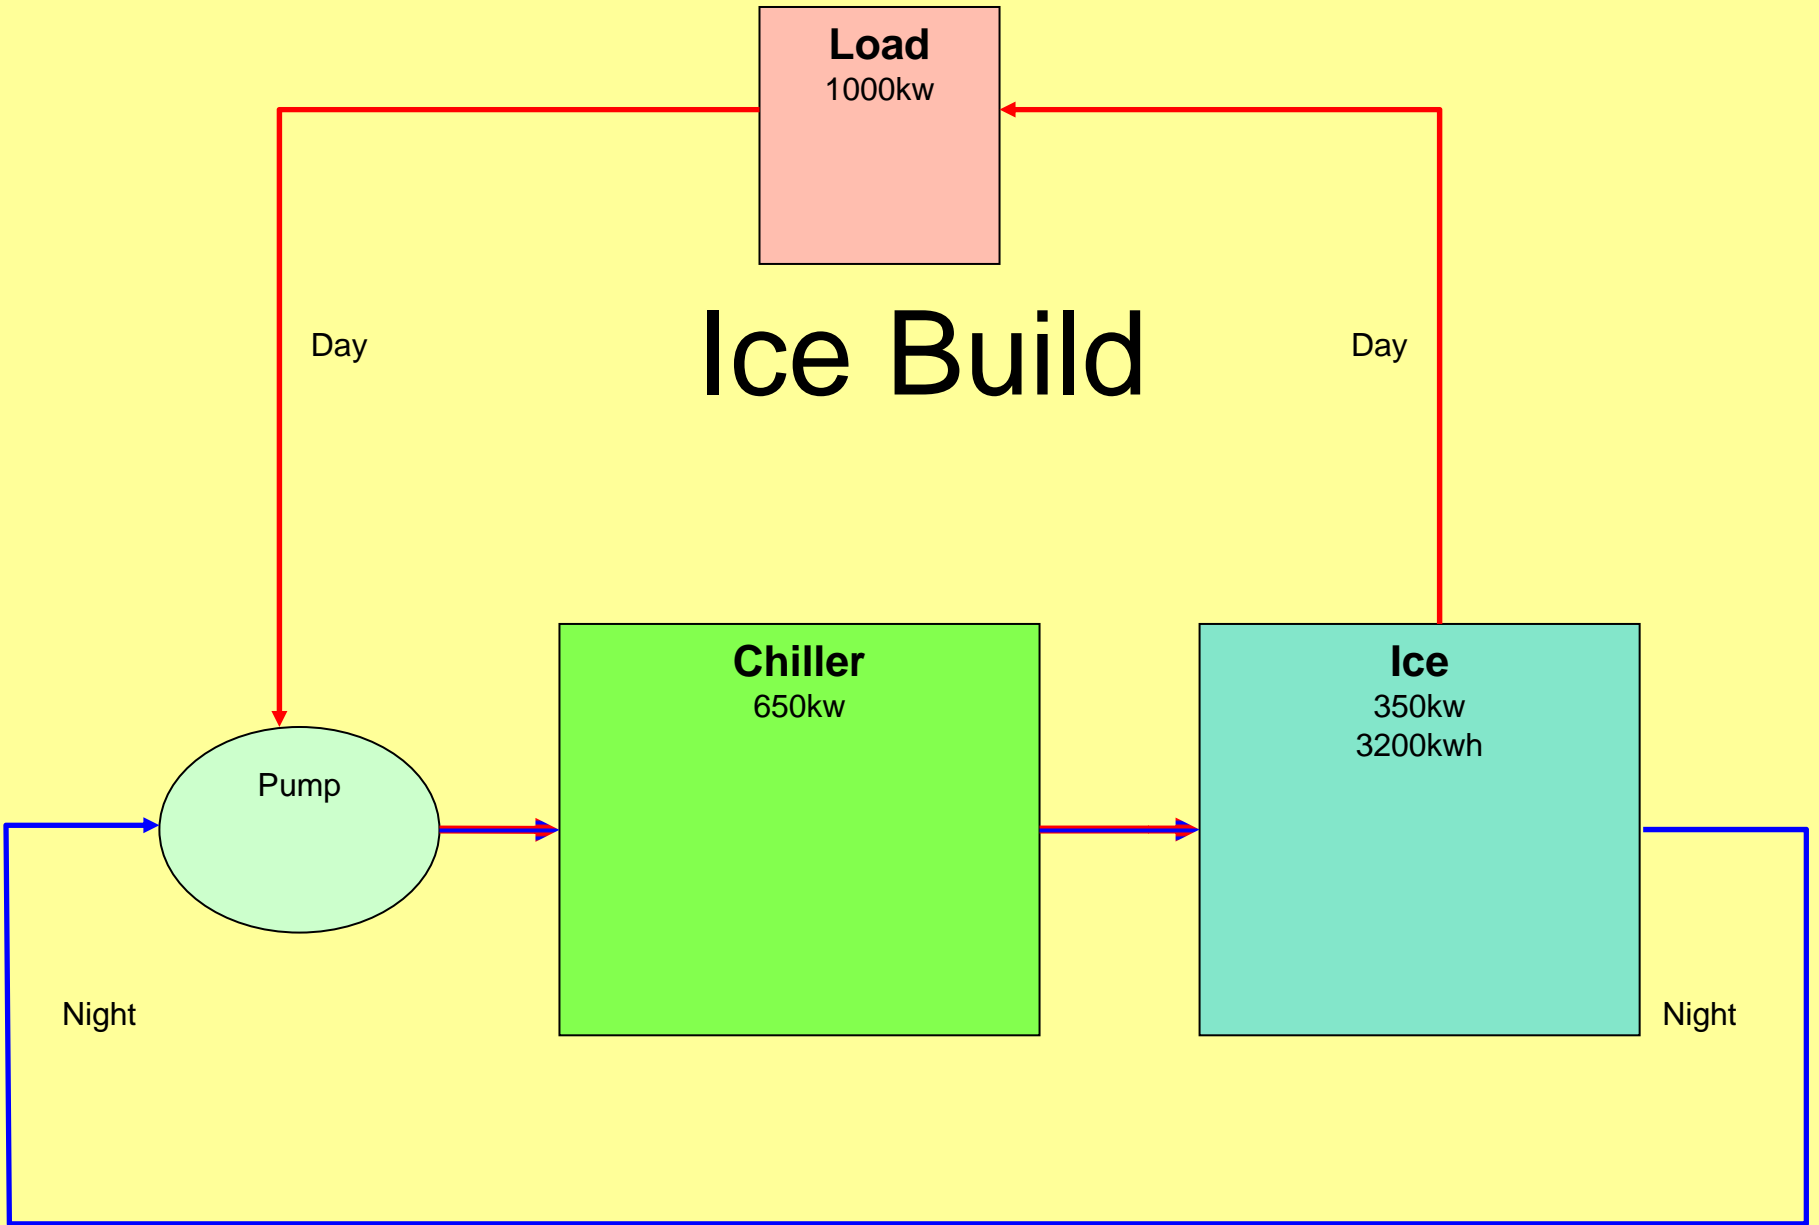 Load
1000kw
Day
Ice Build
Day
Chiller
650kw
Ice
350kw
3200kwh
Pump
Night
Night